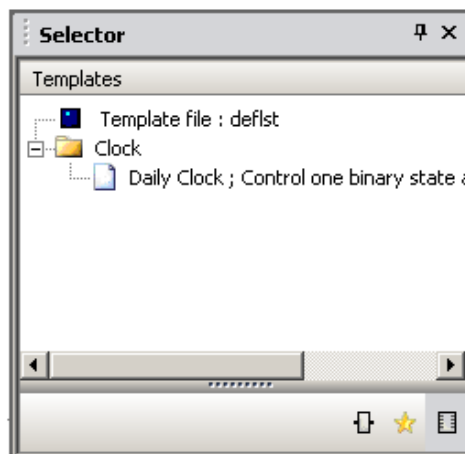 Selector
Templates
Template file : deflst
Clock
Daily Clock ; Control one binary state